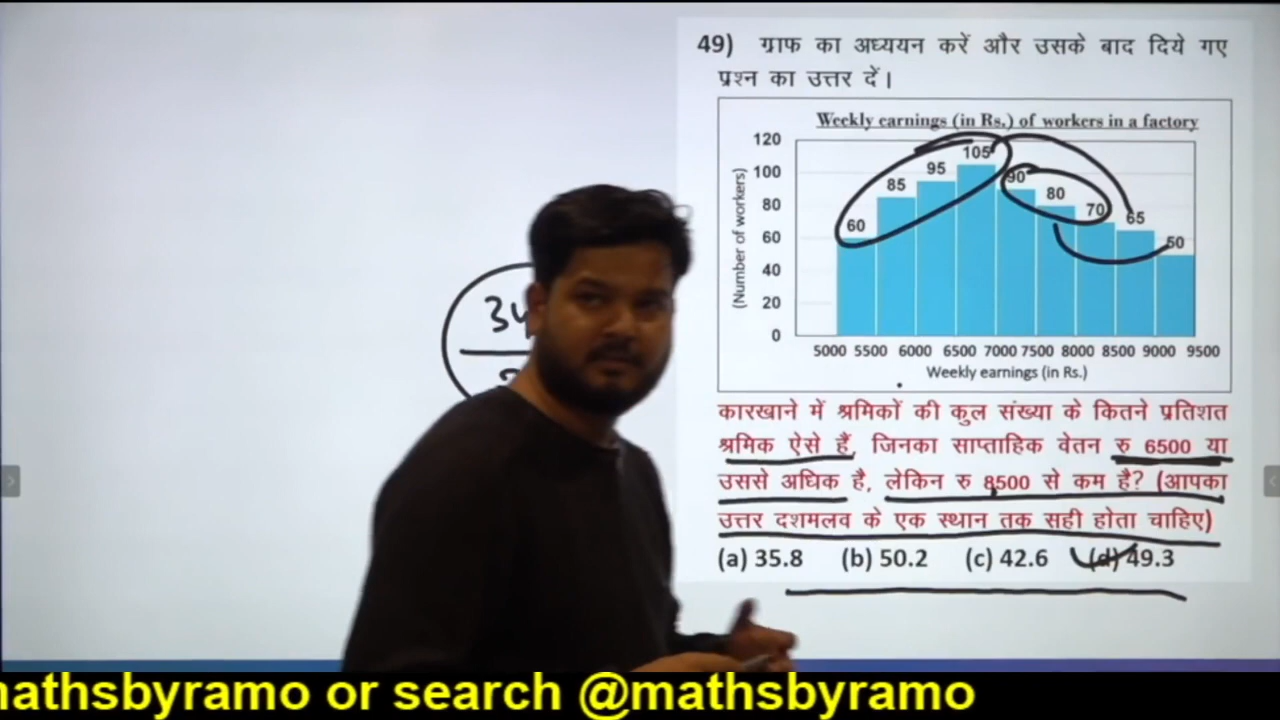 49) ग्राफ का अध्ययन करें और उसके बाद दिये गए
प्रश्न का उत्तर दें।
Weekly earnings (in Rs.) of workers in a factory
(Number of workers)
120
100
80
60
40
20
0
60
85
95
105
90
80
70
65
50
5000 5500 6000 6500 7000 7500 8000 8500 9000 9500
Weekly earnings (in Rs.)
कारखाने में श्रमिकों की कुल संख्या के कितने प्रतिशत
श्रमिक ऐसे हैं, जिनका साप्ताहिक वेतन रु 6500 या
उससे अधिक है, लेकिन रु 8500 से कम है? (आपका
उत्तर दशमलव के एक स्थान तक सही होता चाहिए)
(a) 35.8 (b) 50.2 (c) 42.6 (d) 49.3
mathsbyramo or search @mathsbyramo